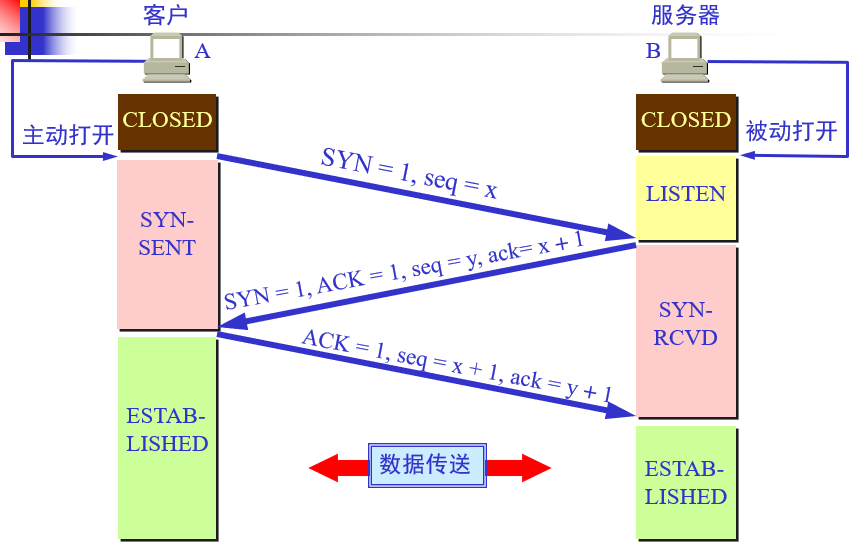 客户
服务器
A
B
CLOSED
CLOSED
主动打开
被动打开
SYN = 1, seq = x
LISTEN
SYN-
SENT
SYN = 1, ACK = 1, seq = y, ack= x + 1
SYN-
RCVD
ACK = 1, seq = x + 1, ack = y + 1
ESTAB-
LISHED
数据传送
ESTAB-
LISHED